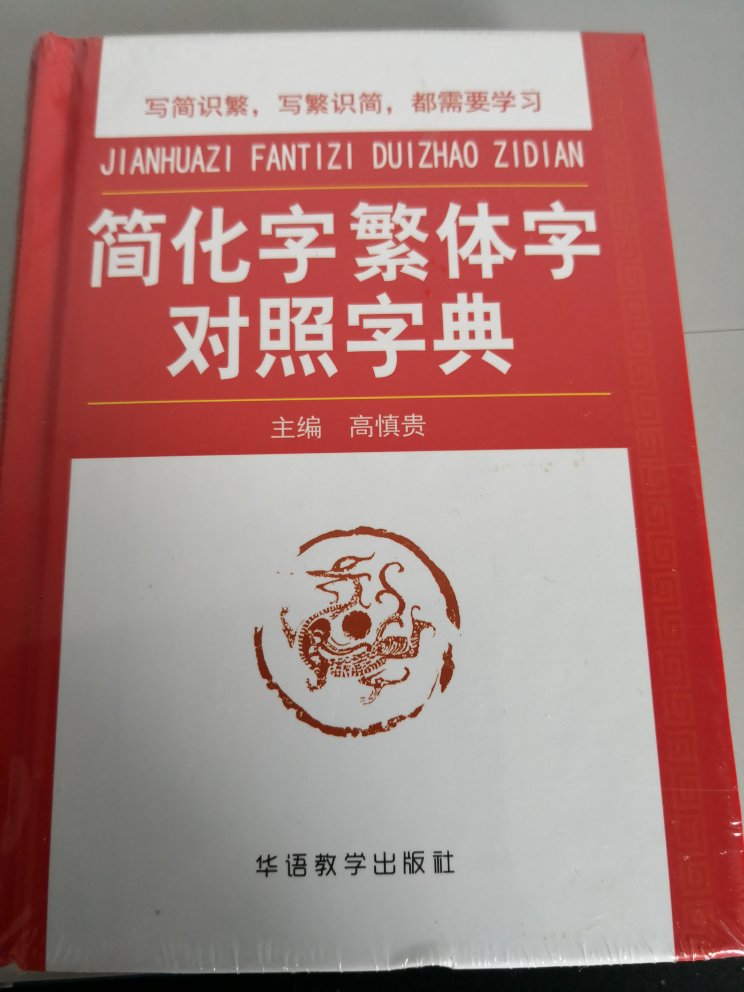 写简识繁，写繁识简，都需要学习
JIANHUAZI FANTIZI DUIZHAO ZIDIAN
简化字繁体字
对照字典
主编 高慎贵
华语教学出版社